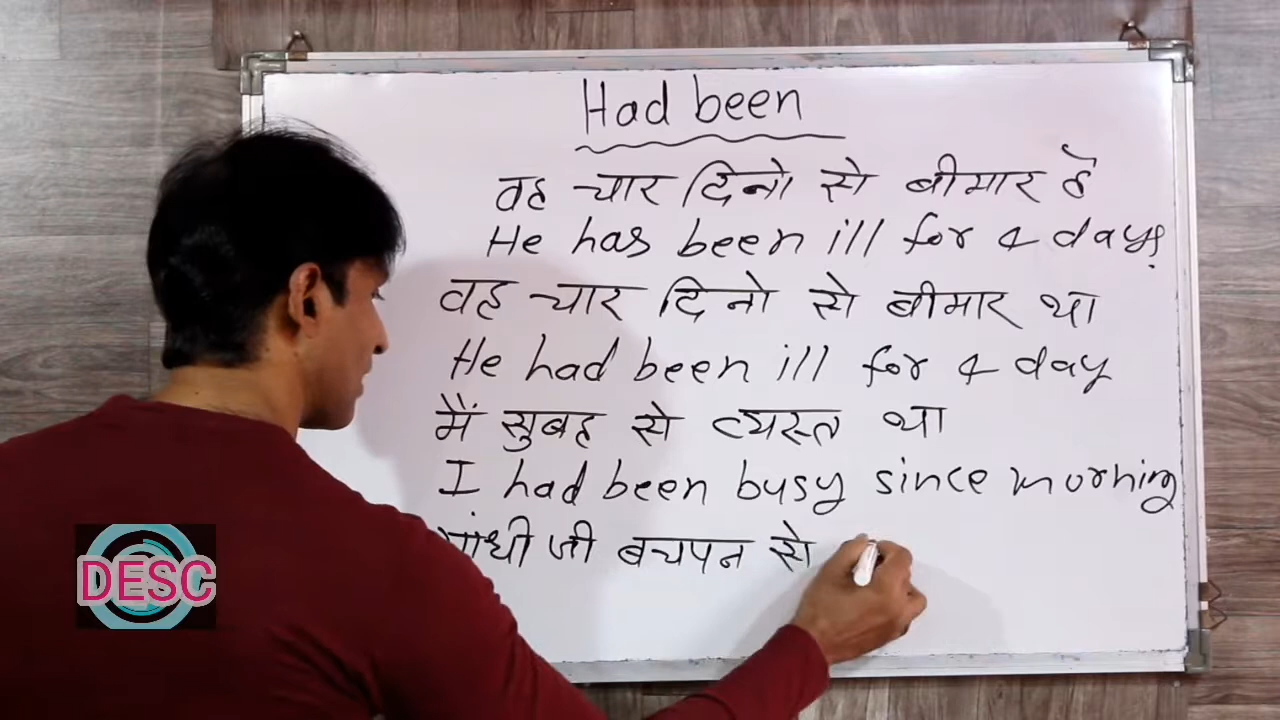 Had been
वह चार दिनो से बीमार है
He has been ill for 4 days.
वह चार दिनो से बीमार था
He had been ill for 4 day
मैं सुबह से व्यस्त था
I had been busy since morning
गांधी जी बचपन से
DESC